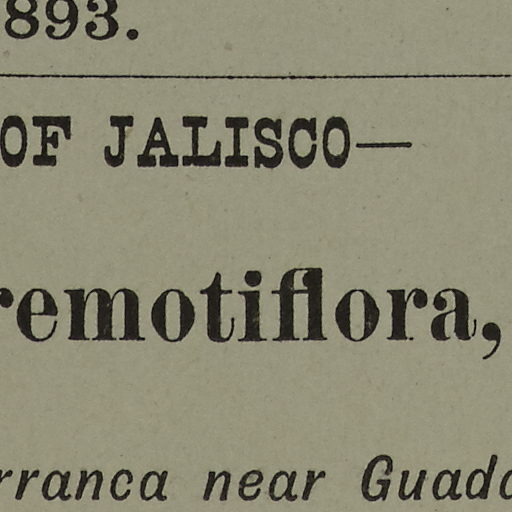 893.
OF JALISCO—
remotiflora,
rranca near Guada